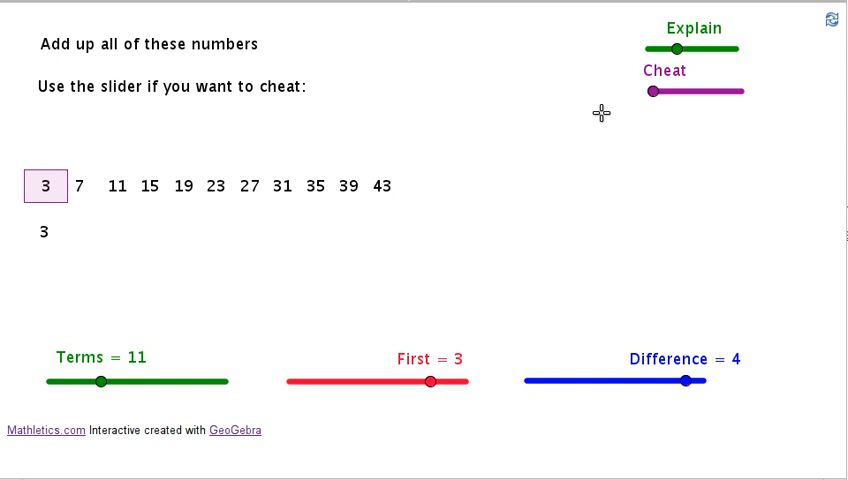 Explain
Add up all of these numbers
Cheat
Use the slider if you want to cheat:
3 7 11 15 19 23 27 31 35 39 43
3
Terms = 11
First = 3
Difference = 4
Mathletics.com Interactive created with GeoGebra